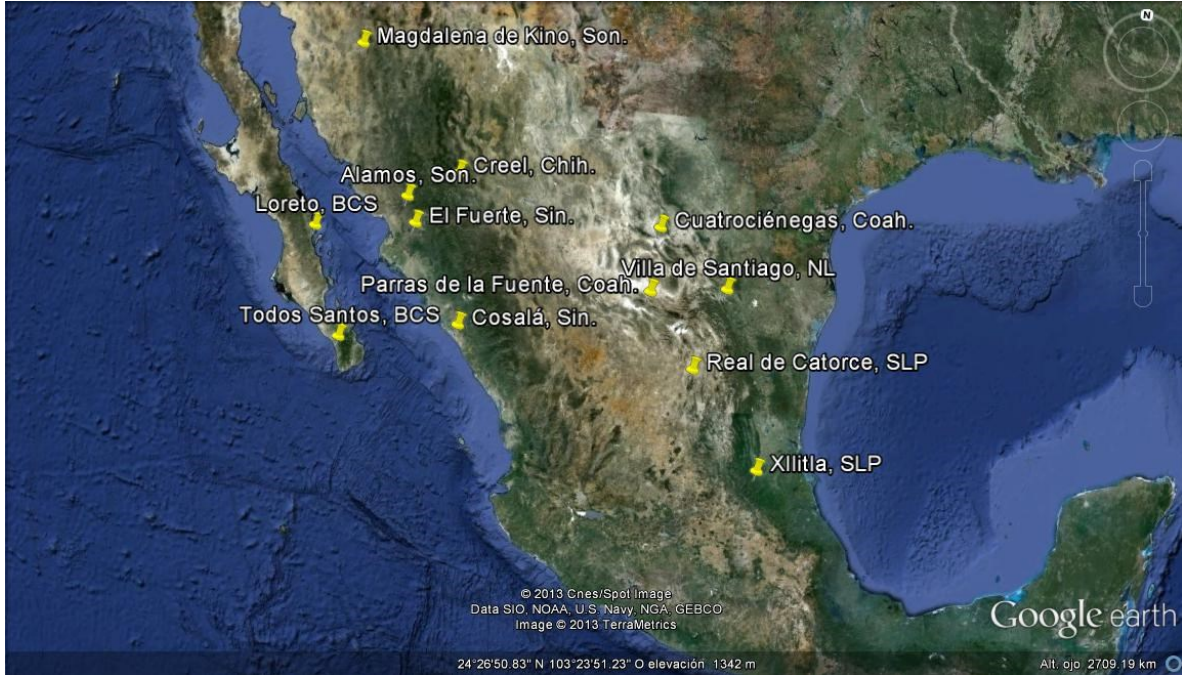 N
Magdalena de Kino, Son.
Creel, Chih.
Alamos, Son.
Loreto, BCS
El Fuerte, Sin.
Cuatrociénegas, Coah.
Villa de Santiago, NL
Parras de la Fuente, Coah.
Todos Santos, BCS
Cosalá, Sin.
Real de Catorce, SLP
XIlitla, SLP
© 2013 Cnes/Spot Image
Data SIO, NOAA, U.S. Navy, NGA, GEBCO
Image © 2013 TerraMetrics
Google earth
24°26'50.83" N 103°23'51.23" O elevación 1342 m
Alt. ojo 2709.19 km